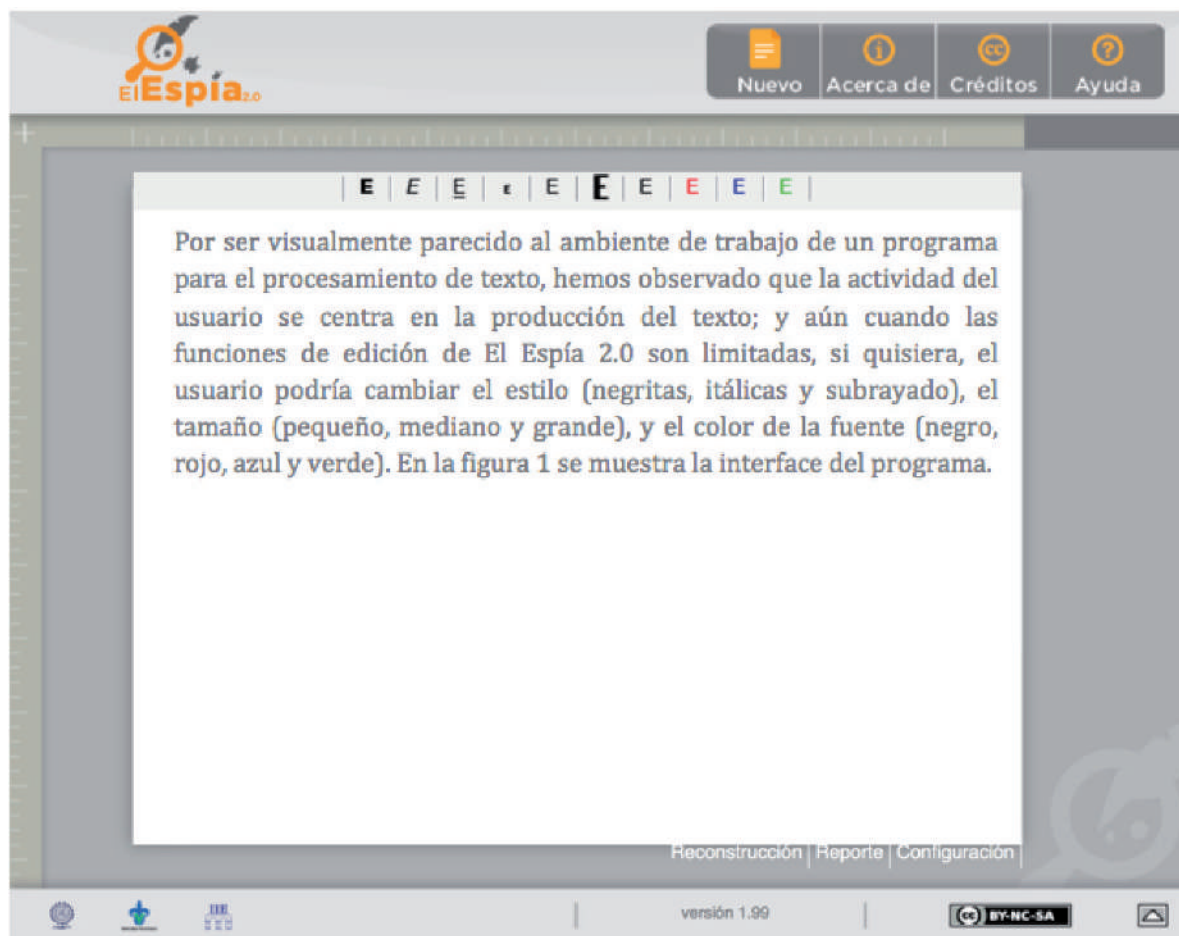 El Espía 2.0
Nuevo
Acerca de
Créditos
Ayuda
E E E E E E E E E E
Por ser visualmente parecido al ambiente de trabajo de un programa
para el procesamiento de texto, hemos observado que la actividad del
usuario se centra en la producción del texto; y aún cuando las
funciones de edición de El Espía 2.0 son limitadas, si quisiera, el
usuario podría cambiar el estilo (negritas, itálicas y subrayado), el
tamaño (pequeño, mediano y grande), y el color de la fuente (negro,
rojo, azul y verde). En la figura 1 se muestra la interface del programa.
Reconstrucción | Reporte | Configuración
versión 1.99
cc BY-NC-SA